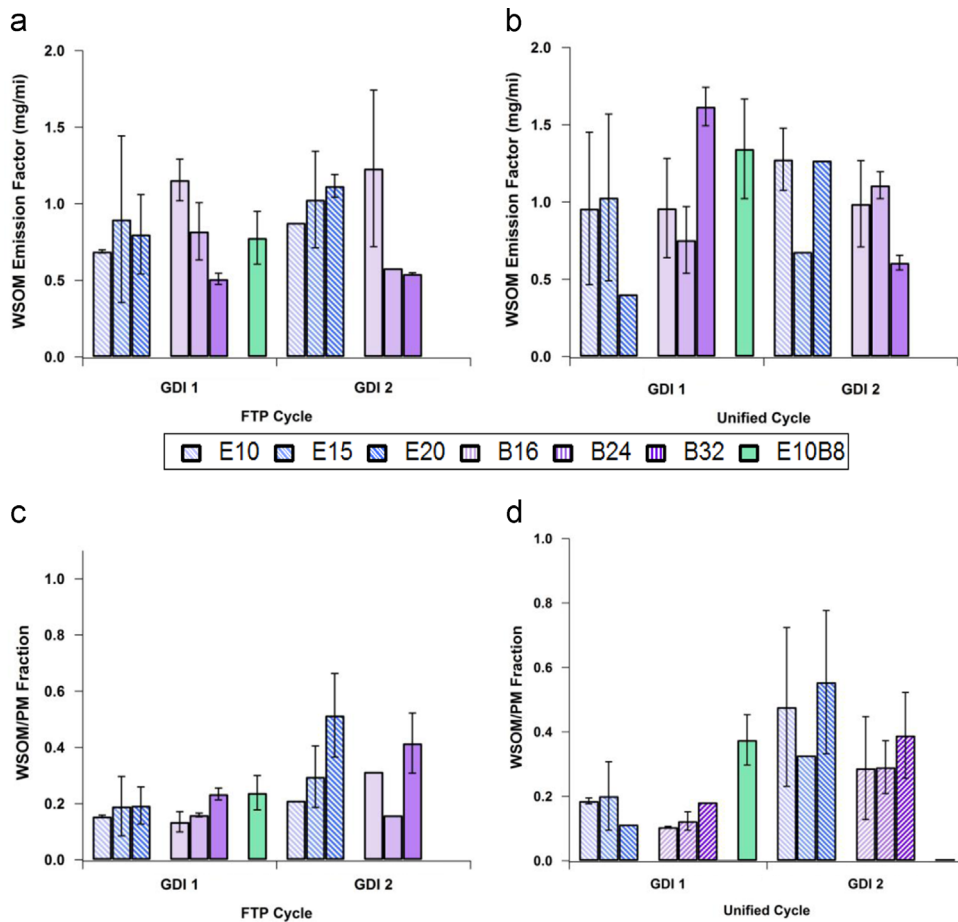 a
WSOM Emission Factor (mg/mi)
2.0
1.5
1.0
0.5
0.0
GDI 1
GDI 2
FTP Cycle
b
WSOM Emission Factor (mg/mi)
2.0
1.5
1.0
0.5
0.0
GDI 1
GDI 2
Unified Cycle
E10 E15 E20 B16 B24 B32 E10B8
c
WSOM/PM Fraction
1.0
0.8
0.6
0.4
0.2
0.0
GDI 1
GDI 2
FTP Cycle
d
WSOM/PM Fraction
1.0
0.8
0.6
0.4
0.2
0.0
GDI 1
GDI 2
Unified Cycle